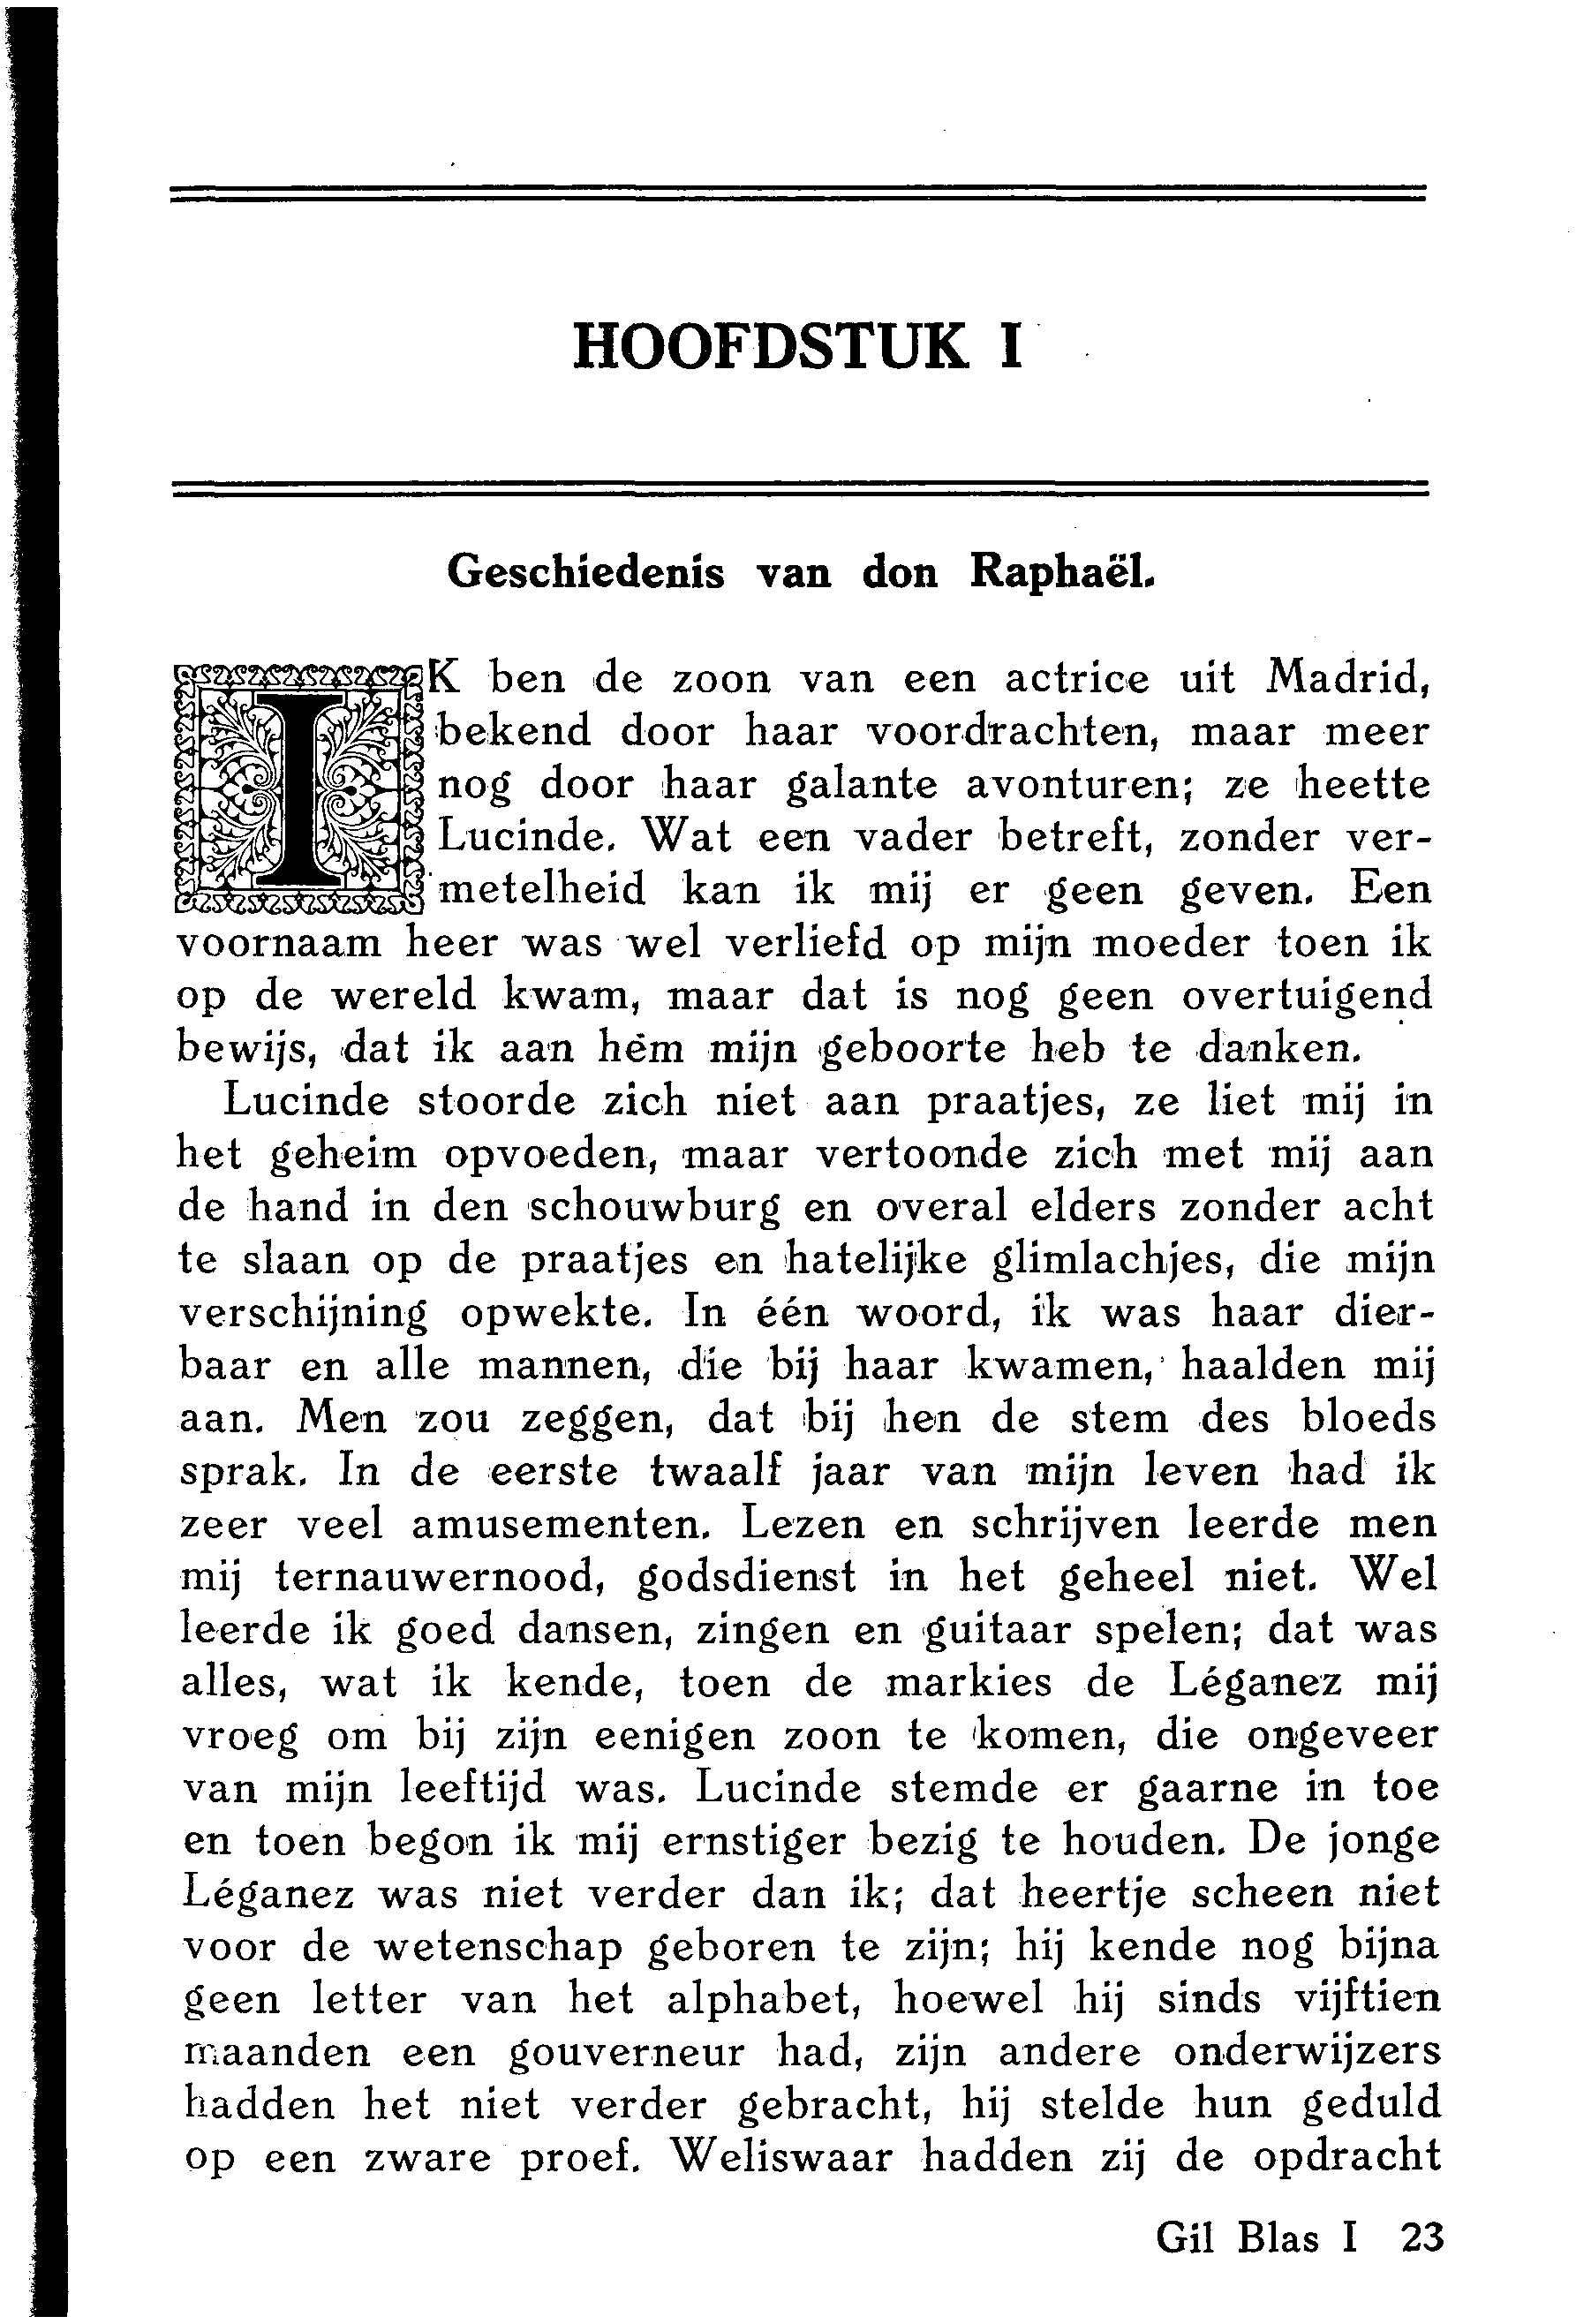 HOOFDSTUK I
Geschiedenis van don Raphaël.
IK ben de zoon van een actrice uit Madrid,
bekend door haar voordrachten, maar meer
nog door haar galante avonturen; ze heette
Lucinde. Wat een vader betreft, zonder ver-
metelheid kan ik mij er geen geven. Een
voornaam heer was wel verliefd op mijn moeder toen ik
op de wereld kwam, maar dat is nog geen overtuigend
bewijs, dat ik aan hém mijn geboorte heb te danken.
Lucinde stoorde zich niet aan praatjes, ze liet mij in
het geheim opvoeden, maar vertoonde zich met mij aan
de hand in den schouwburg en overal elders zonder acht
te slaan op de praatjes en hatelijke glimlachjes, die mijn
verschijning opwekte. In één woord, ik was haar dier-
baar en alle mannen, die bij haar kwamen, haalden mij
aan. Men zou zeggen, dat bij hen de stem des bloeds
sprak. In de eerste twaalf jaar van mijn leven had ik
zeer veel amusementen. Lezen en schrijven leerde men
mij ternauwernood, godsdienst in het geheel niet. Wel
leerde ik goed dansen, zingen en guitaar spelen; dat was
alles, wat ik kende, toen de markies de Léganez mij
vroeg om bij zijn eenigen zoon te komen, die ongeveer
van mijn leeftijd was. Lucinde stemde er gaarne in toe
en toen begon ik mij ernstiger bezig te houden. De jonge
Léganez was niet verder dan ik; dat heertje scheen niet
voor de wetenschap geboren te zijn; hij kende nog bijna
geen letter van het alphabet, hoewel hij sinds vijftien
maanden een gouverneur had, zijn andere onderwijzers
hadden het niet verder gebracht, hij stelde hun geduld
op een zware proef. Weliswaar hadden zij de opdracht
Gil Blas I 23